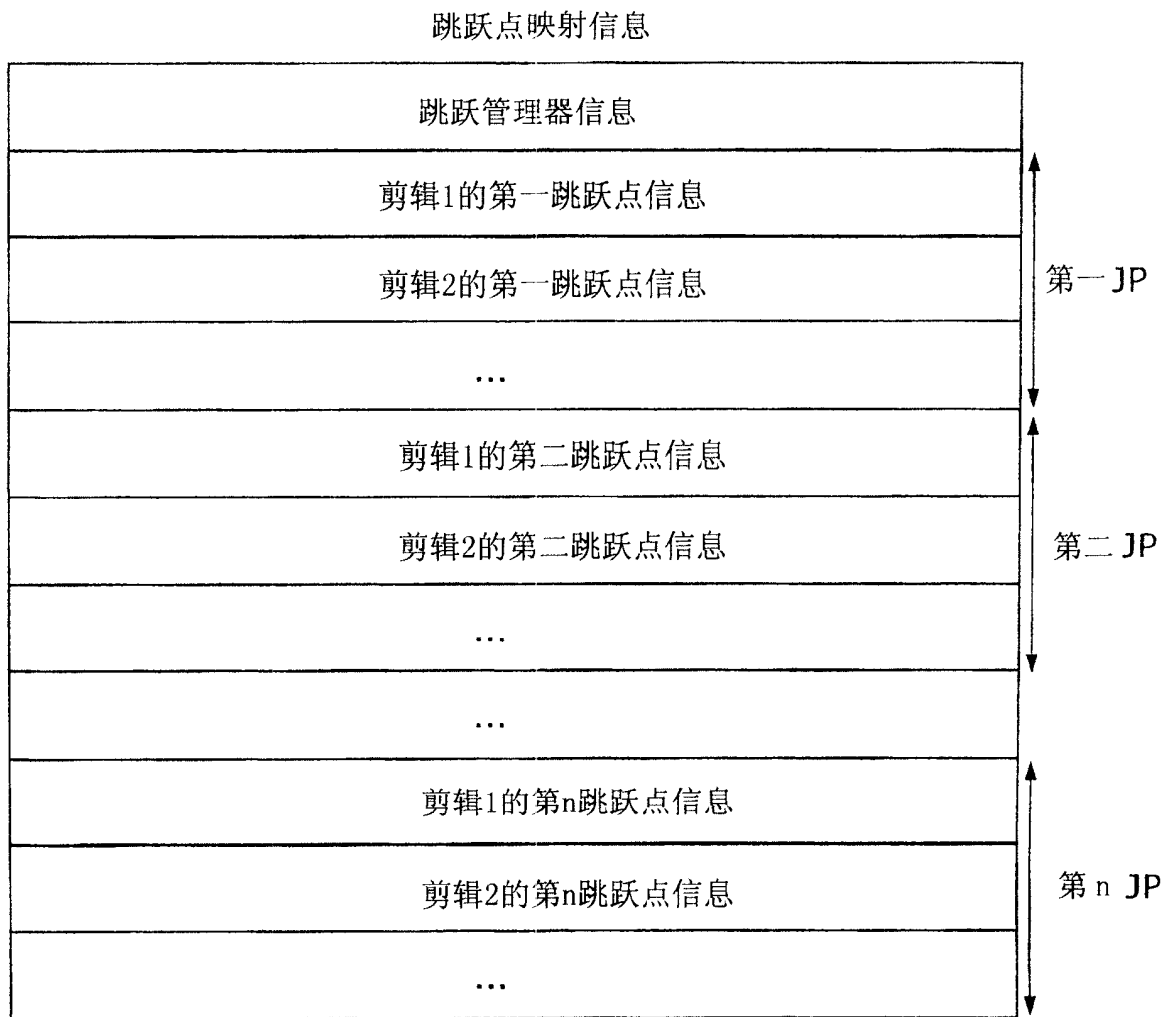 跳跃点映射信息
跳跃管理器信息
剪辑1的第一跳跃点信息
剪辑2的第一跳跃点信息
第一 JP
...
剪辑1的第二跳跃点信息
剪辑2的第二跳跃点信息
第二 JP
...
...
剪辑1的第n跳跃点信息
剪辑2的第n跳跃点信息
第 n JP
...